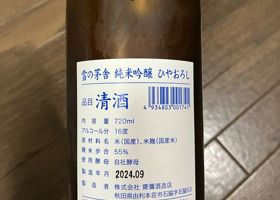 雪の茅舎 純米吟醸 ひやおろし
品目 清酒
4 934803 001741
内容量 720ml
アルコール分 16度
原材料 米(国産)、米麹(国産米)
精米歩合 55%
使用酵母 自社酵母
製造年月 2024.09
製造者 株式会社 齋彌酒造店
秋田県由利本荘市石脇字石脇53